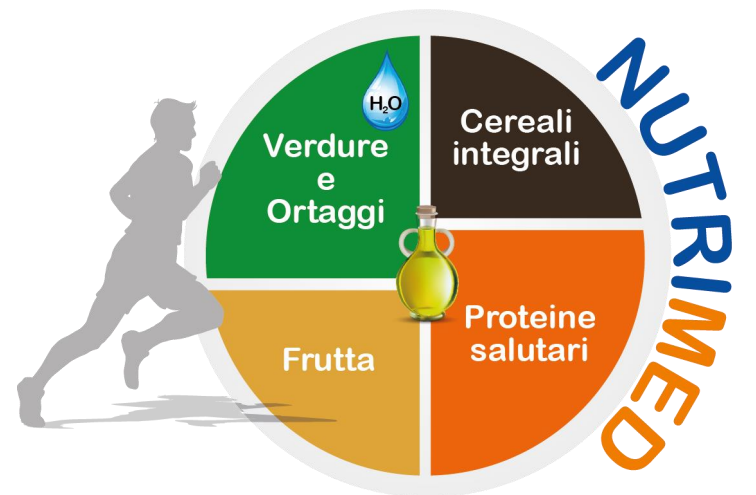 H₂O
Verdure
e
Ortaggi
Cereali
integrali
Frutta
Proteine
salutari
NUTRIMED